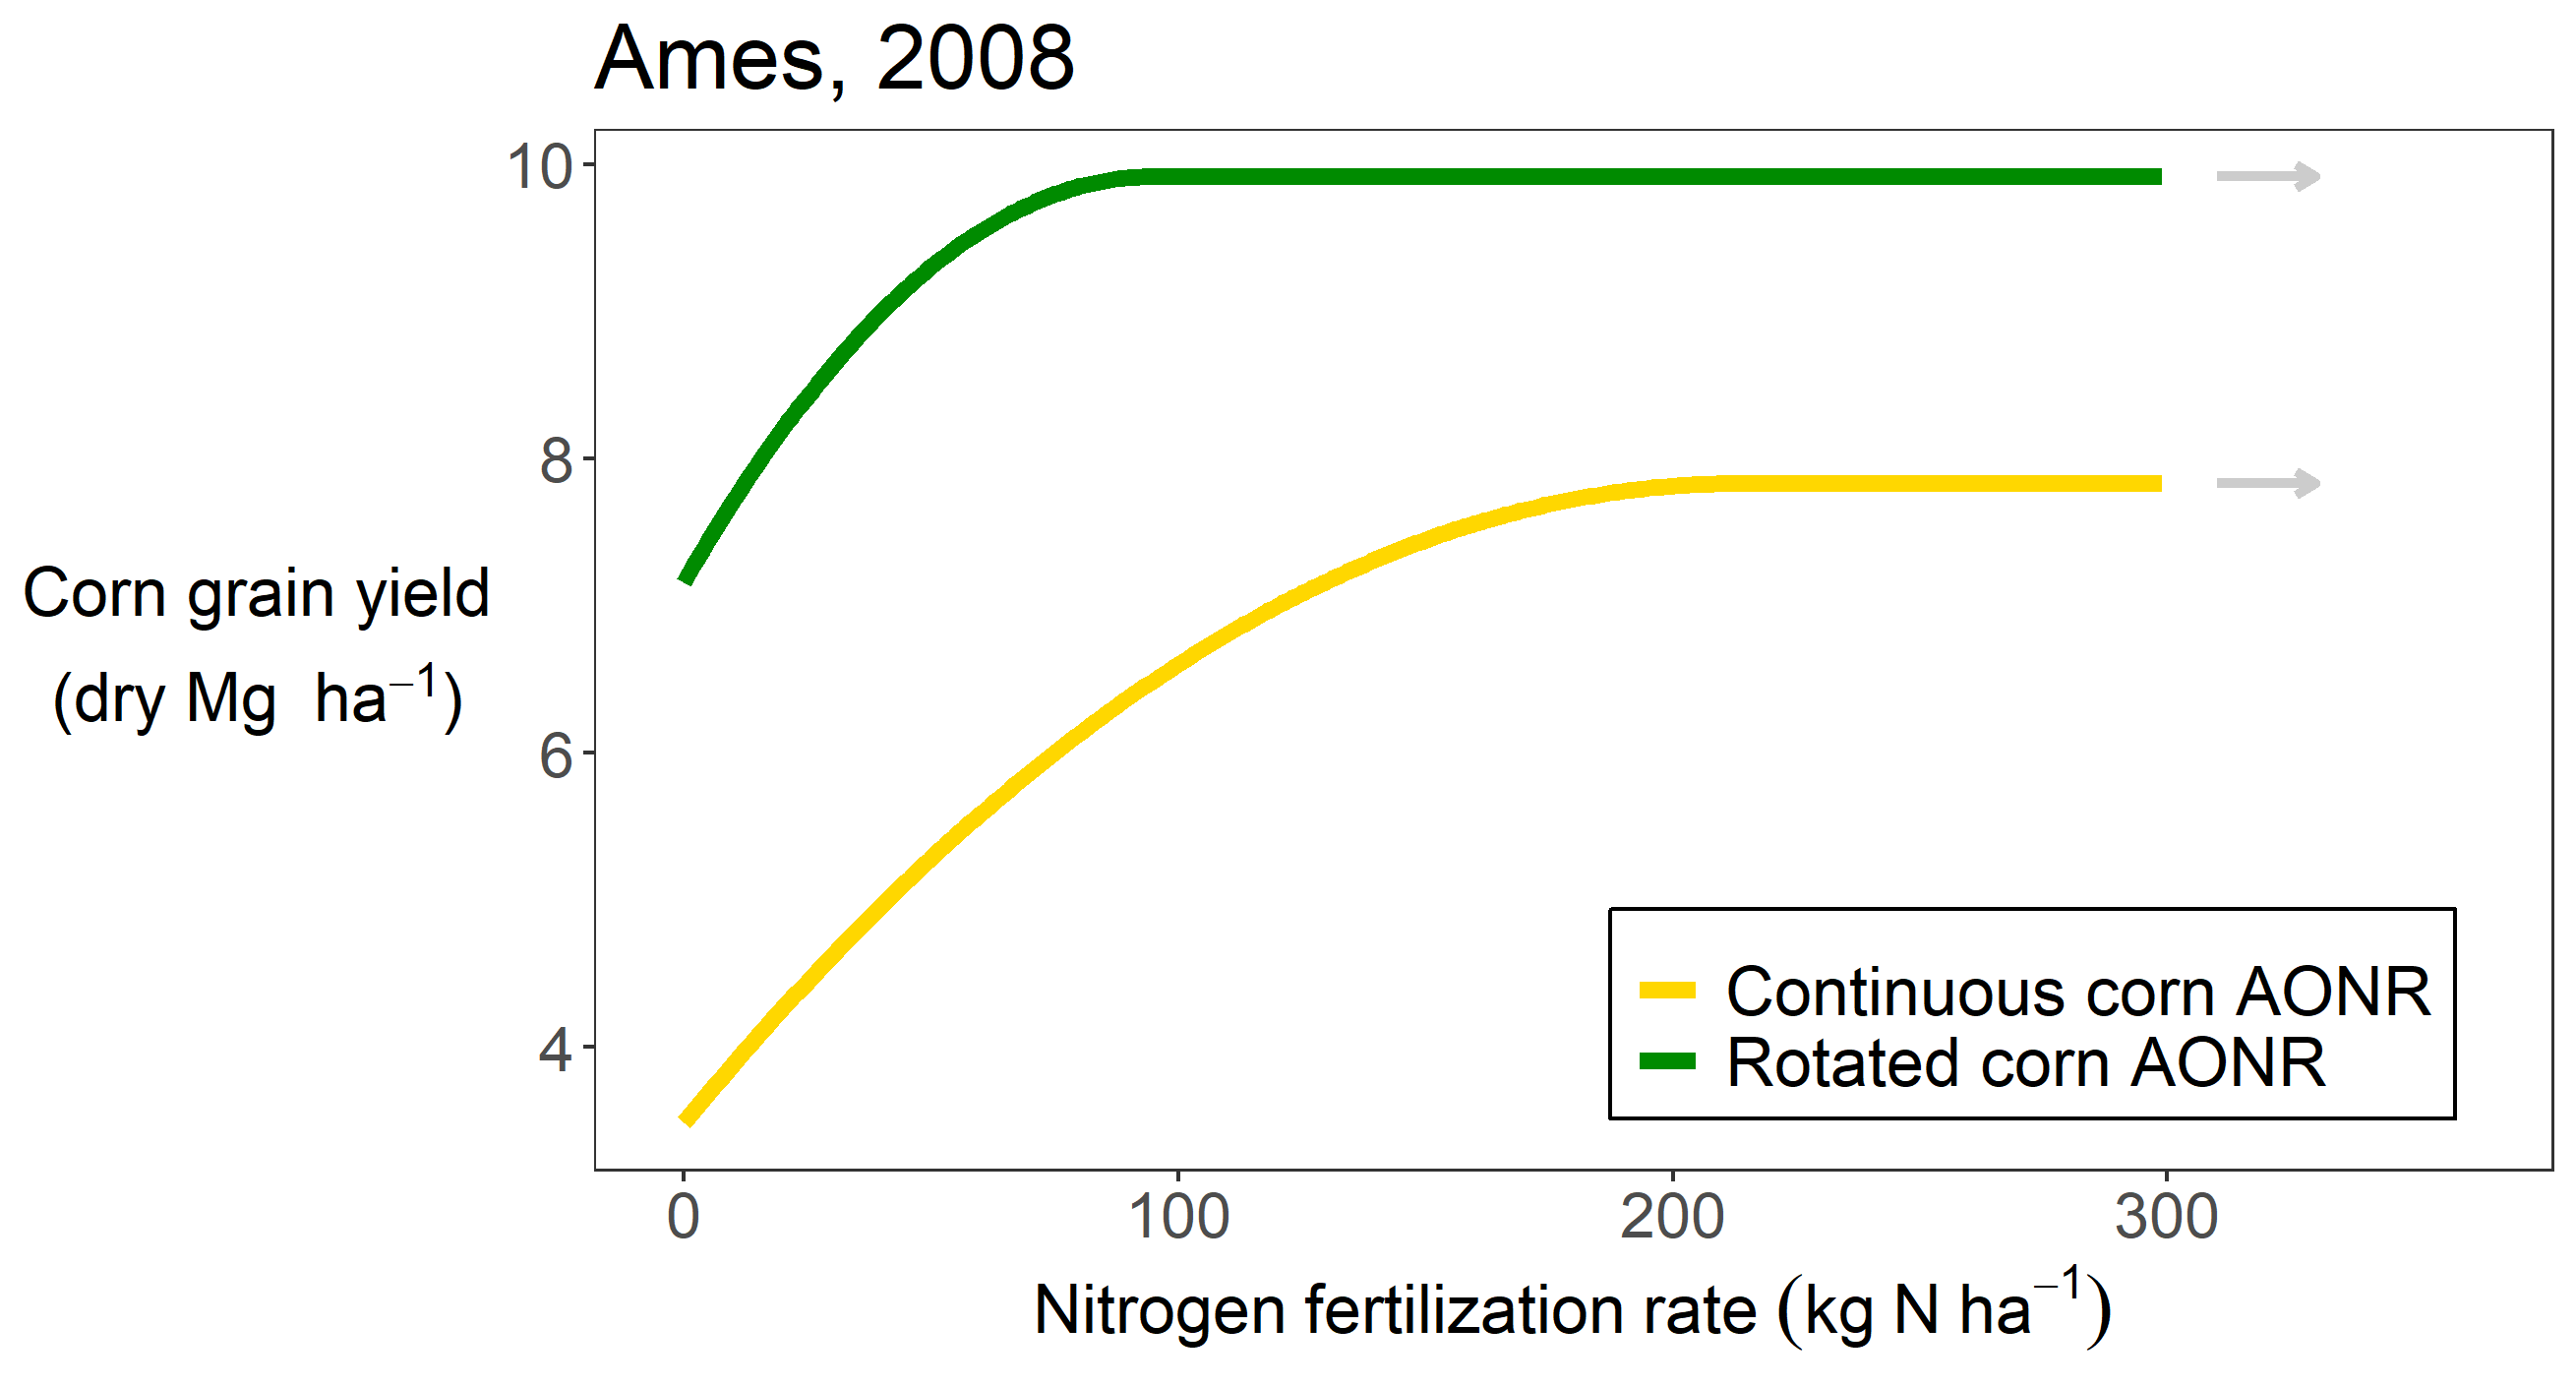 Ames, 2008
10
8
6
4
Corn grain yield
(dry Mg ha⁻¹)
Continuous corn AONR
Rotated corn AONR
0 100 200 300
Nitrogen fertilization rate (kg N ha⁻¹)